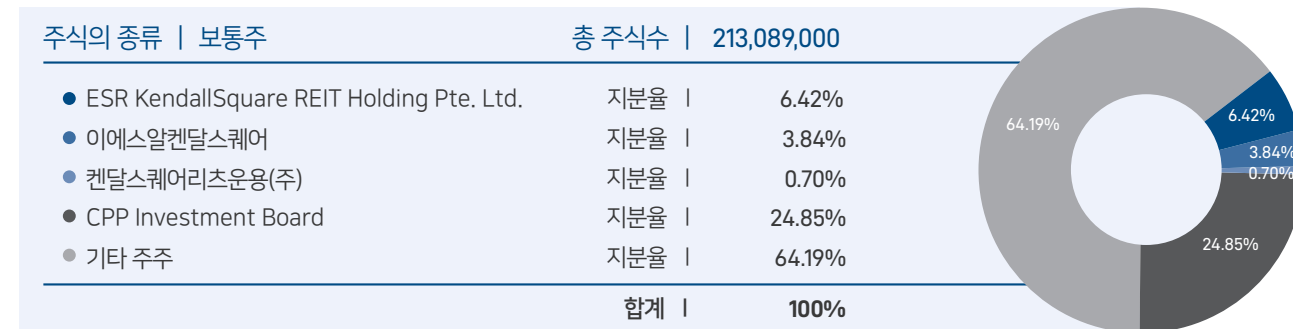 주식의 종류 | 보통주 총 주식수 | 213,089,000
ESR KendallSquare REIT Holding Pte. Ltd. 지분율 | 6.42%
이에스알켄달스퀘어 지분율 | 3.84%
켄달스퀘어리츠운용(주) 지분율 | 0.70%
CPP Investment Board 지분율 | 24.85%
기타 주주 지분율 | 64.19%
합계 | 100%
64.19%
6.42%
3.84%
0.70%
24.85%